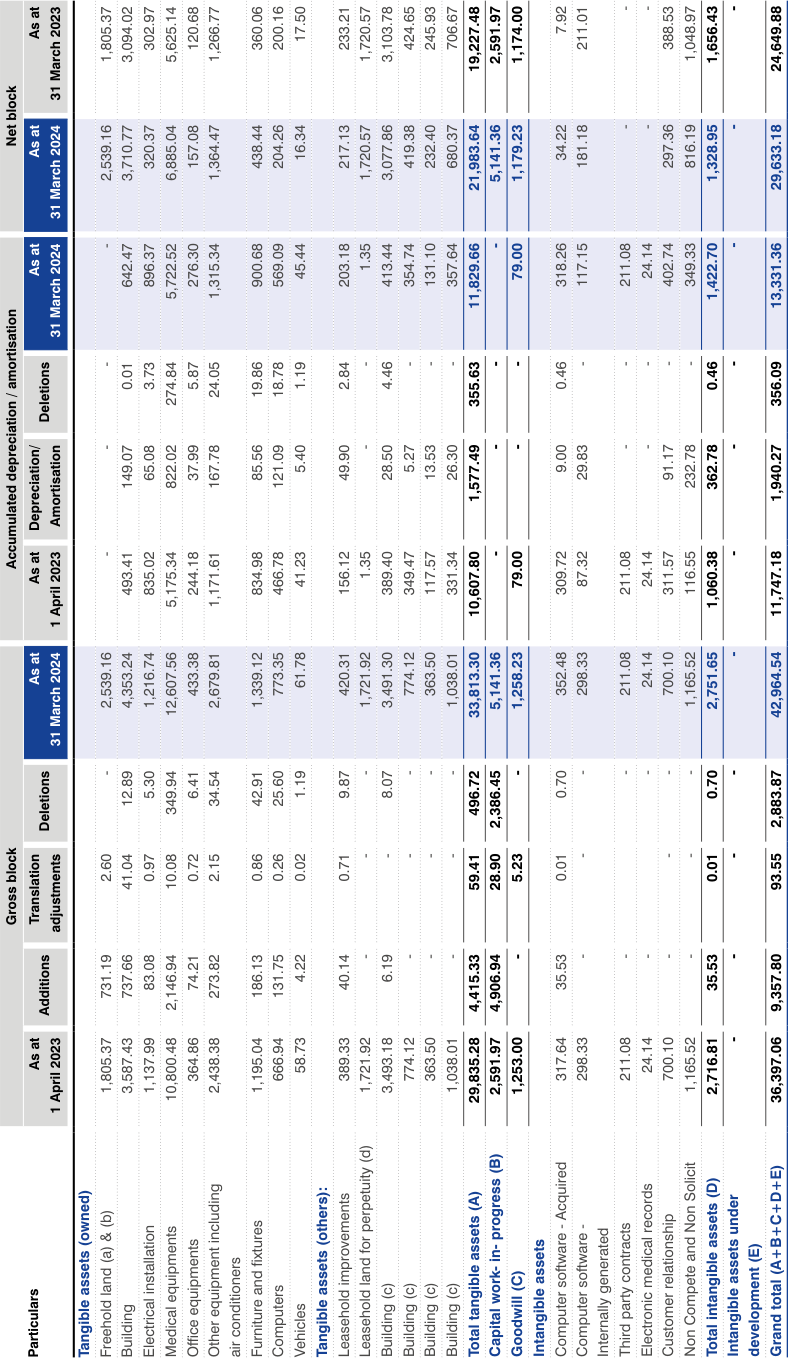 Particulars Gross block Accumulated depreciation / amortisation Net block
As at 1 April 2023 Additions Translation adjustments Deletions As at 31 March 2024 As at 1 April 2023 Depreciation/ Amortisation Deletions As at 31 March 2024 As at 31 March 2024 As at 31 March 2023
Tangible assets (owned)
Freehold land (a) & (b) 1,805.37 731.19 2.60 - 2,539.16 - - - - 2,539.16 1,805.37
Building 3,587.43 737.66 41.04 12.89 4,353.24 493.41 149.07 0.01 642.47 3,710.77 3,094.02
Electrical installation 1,137.99 83.08 0.97 5.30 1,216.74 835.02 65.08 3.73 896.37 320.37 302.97
Medical equipments 10,800.48 2,146.94 10.08 349.94 12,607.56 5,175.34 822.02 274.84 5,722.52 6,885.04 5,625.14
Office equipments 364.86 74.21 0.72 6.41 433.38 244.18 37.99 5.87 276.30 157.08 120.68
Other equipment including 2,438.38 273.82 2.15 34.54 2,679.81 1,171.61 167.78 24.05 1,315.34 1,364.47 1,266.77
air conditioners
Furniture and fixtures 1,195.04 186.13 0.86 42.91 1,339.12 834.98 85.56 19.86 900.68 438.44 360.06
Computers 666.94 131.75 0.26 25.60 773.35 466.78 121.09 18.78 569.09 204.26 200.16
Vehicles 58.73 4.22 0.02 1.19 61.78 41.23 5.40 1.19 45.44 16.34 17.50
Tangible assets (others):
Leasehold improvements 389.33 40.14 0.71 9.87 420.31 156.12 49.90 2.84 203.18 217.13 233.21
Leasehold land for perpetuity (d) 1,721.92 - - - 1,721.92 1.35 - - 1.35 1,720.57 1,720.57
Building (c) 3,493.18 6.19 - 8.07 3,491.30 389.40 28.50 4.46 413.44 3,077.86 3,103.78
Building (c) 774.12 - - - 774.12 349.47 5.27 - 354.74 419.38 424.65
Building (c) 363.50 - - - 363.50 117.57 13.53 - 131.10 232.40 245.93
Building (c) 1,038.01 - - - 1,038.01 331.34 26.30 - 357.64 680.37 706.67
Total tangible assets (A) 29,835.28 4,415.33 59.41 496.72 33,813.30 10,607.80 1,577.49 355.63 11,829.66 21,983.64 19,227.48
Capital work- In- progress (B) 2,591.97 4,906.94 28.90 2,386.45 5,141.36 - - - - 5,141.36 2,591.97
Goodwill (C) 1,253.00 - 5.23 - 1,258.23 79.00 - - 79.00 1,179.23 1,174.00
Intangible assets
Computer software - Acquired 317.64 35.53 0.01 0.70 352.48 309.72 9.00 0.46 318.26 34.22 7.92
Computer software - 298.33 - - - 298.33 87.32 29.83 - 117.15 181.18 211.01
Internally generated
Third party contracts 211.08 - 211.08 211.08 - - 211.08 - -
Electronic medical records 24.14 - 24.14 24.14 - - 24.14 - -
Customer relationship 700.10 - - - 700.10 311.57 91.17 - 402.74 297.36 388.53
Non Compete and Non Solicit 1,165.52 - - - 1,165.52 116.55 232.78 - 349.33 816.19 1,048.97
Total intangible assets (D) 2,716.81 35.53 0.01 0.70 2,751.65 1,060.38 362.78 0.46 1,422.70 1,328.95 1,656.43
Intangible assets under - - - - - - - - - - -
development (E)
Grand total (A+B+C+D+E) 36,397.06 9,357.80 93.55 2,883.87 42,964.54 11,747.18 1,940.27 356.09 13,331.36 29,633.18 24,649.88